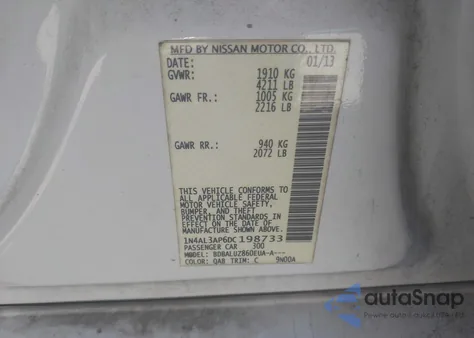 MFD BY NISSAN MOTOR CO., LTD.
DATE: 01/13
GVWR: 1910 KG
4211 LB
GAWR FR.: 1005 KG
2216 LB
GAWR RR.: 940 KG
2072 LB
THIS VEHICLE CONFORMS TO
ALL APPLICABLE FEDERAL
MOTOR VEHICLE SAFETY,
BUMPER, AND THEFT
PREVENTION STANDARDS IN
EFFECT ON THE DATE OF
MANUFACTURE SHOWN ABOVE.
1N4AL3AP6DC198733
PASSENGER CAR 300
MODEL: BDBALUZ860EUA-A---
COLOR: QAB TRIM: C
autoSnap